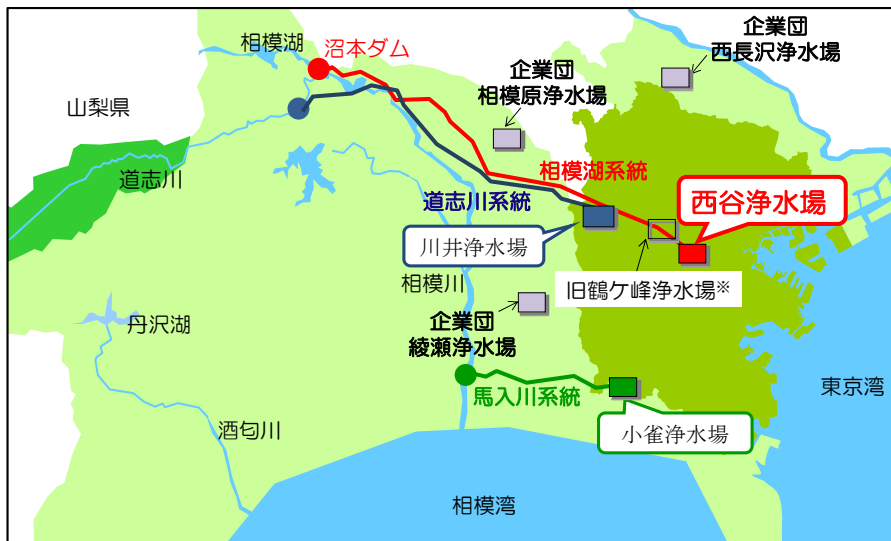 企業団
西長沢浄水場
相模湖
沼本ダム
企業団
相模原浄水場
山梨県
道志川
相模湖系統
道志川系統
西谷浄水場
川井浄水場
相模川
旧鶴ケ峰浄水場※
丹沢湖
企業団
綾瀬浄水場
馬入川系統
東京湾
酒匂川
小雀浄水場
相模湾